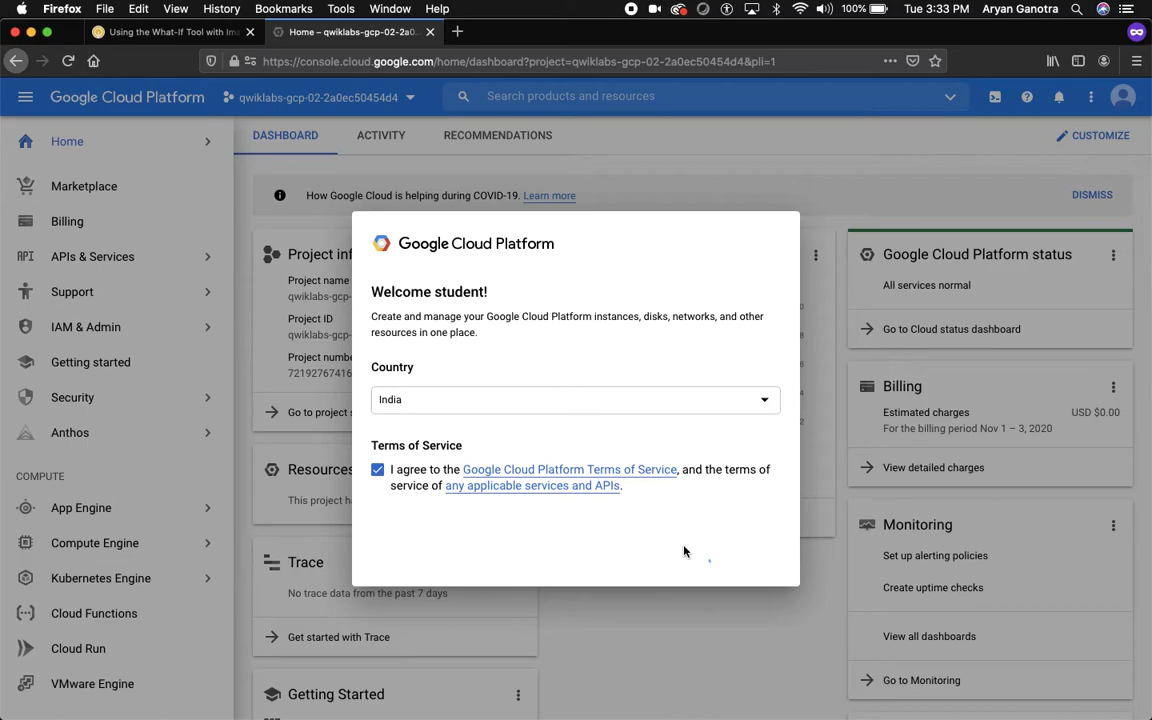 Firefox File Edit View History Bookmarks Tools Window Help 100% Tue 3:33 PM Aryan Ganotra
Using the What-If Tool with Ima
Home – qwiklabs-gcp-02-2a0
https://console.cloud.google.com/home/dashboard?project=qwiklabs-gcp-02-2a0ec50454d4&pli=1
Google Cloud Platform qwiklabs-gcp-02-2a0ec50454d4 Search products and resources
Home
Marketplace
Billing
API APIs & Services
Support
IAM & Admin
Getting started
Security
Anthos
COMPUTE
App Engine
Compute Engine
Kubernetes Engine
Cloud Functions
Cloud Run
VMware Engine
DASHBOARD ACTIVITY RECOMMENDATIONS CUSTOMIZE
How Google Cloud is helping during COVID-19. Learn more DISMISS
Project inf
Project name
qwiklabs-gcp-
Project ID
qwiklabs-gcp-
Project numbe
72192767416
Go to project s
Resources
This project h
Trace
No trace data from the past 7 days
Get started with Trace
Getting Started
Google Cloud Platform
Welcome student!
Create and manage your Google Cloud Platform instances, disks, networks, and other
resources in one place.
Country
India
Terms of Service
I agree to the Google Cloud Platform Terms of Service, and the terms of
service of any applicable services and APIs.
Google Cloud Platform status
All services normal
Go to Cloud status dashboard
Billing
Estimated charges USD $0.00
For the billing period Nov 1 – 3, 2020
View detailed charges
Monitoring
Set up alerting policies
Create uptime checks
View all dashboards
Go to Monitoring